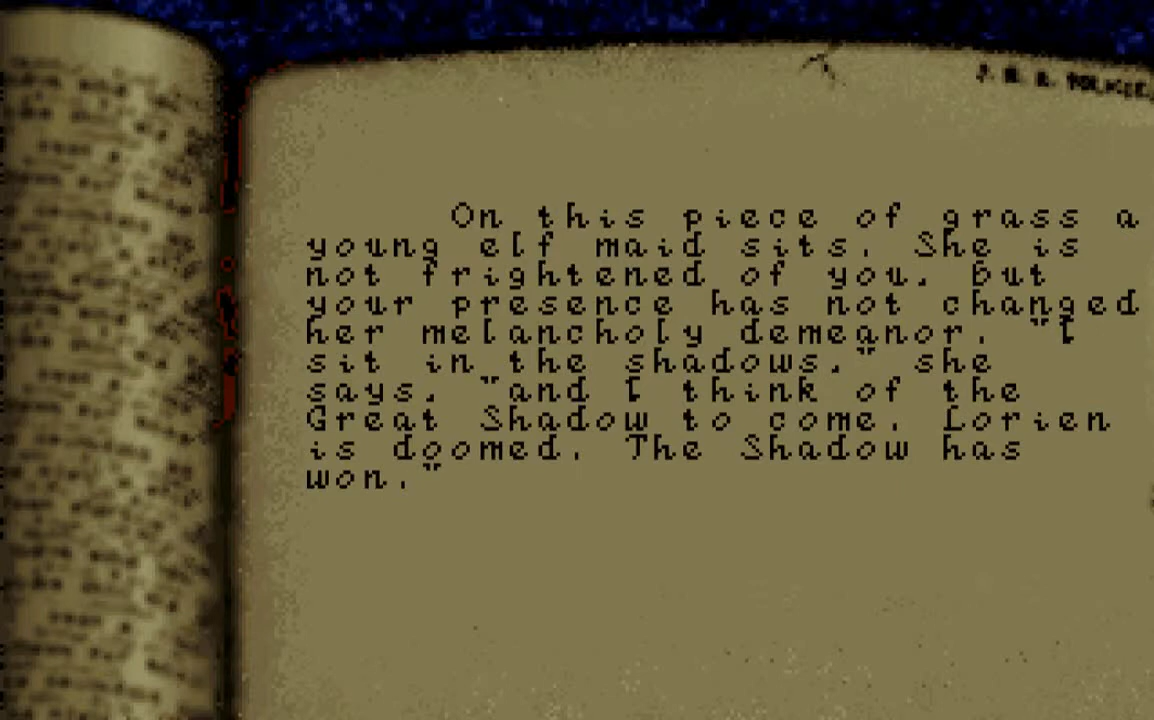 J. R. R. TOLKIE
On this piece of grass a
young elf maid sits. She is
not frightened of you. But
your presence has not changed
her melancholy demeanor. "I
sit in the shadows." she
says. "and I think of the
Great Shadow to come. Lorien
is doomed. The Shadow has
won."